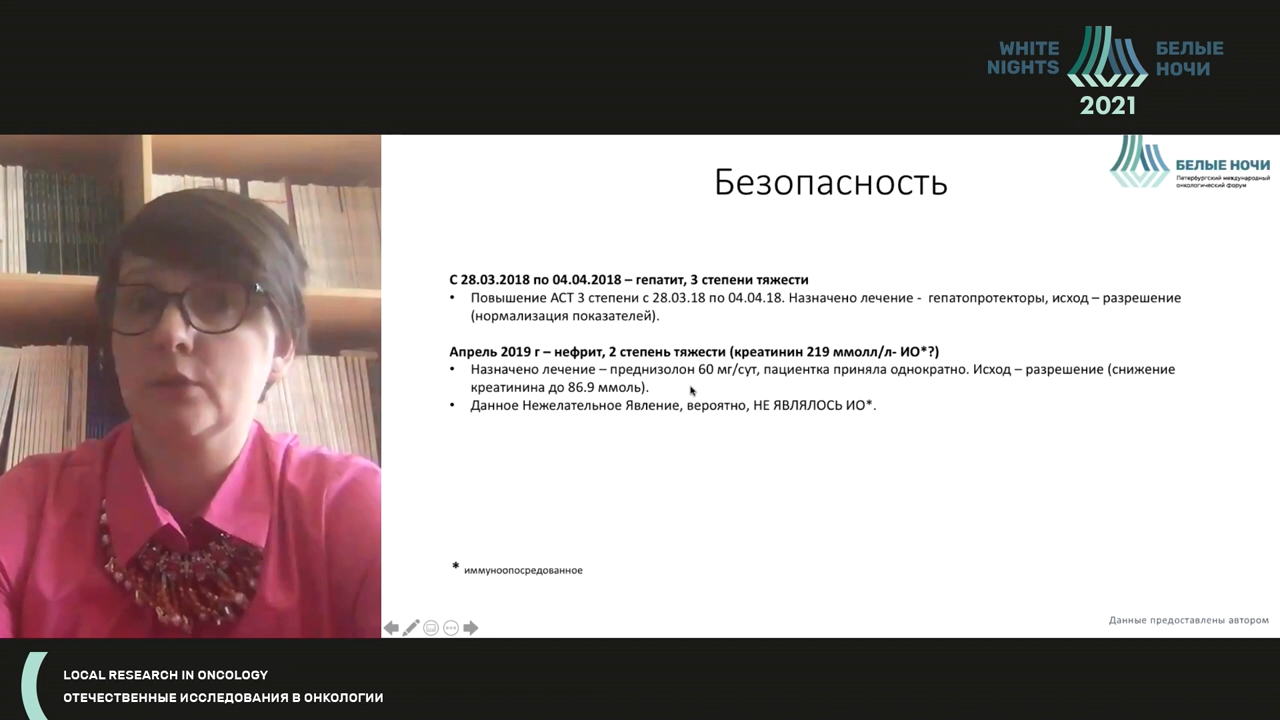 WHITE
NIGHTS
БЕЛЫЕ
НОЧИ
2021
БЕЛЫЕ НОЧИ
Петербургский международный
онкологический форум
Безопасность
С 28.03.2018 по 04.04.2018 – гепатит, 3 степени тяжести
• Повышение АСТ 3 степени с 28.03.18 по 04.04.18. Назначено лечение - гепатопротекторы, исход – разрешение
(нормализация показателей).
Апрель 2019 г – нефрит, 2 степень тяжести (креатинин 219 ммолл/л- ИО*?)
• Назначено лечение – преднизолон 60 мг/сут, пациентка приняла однократно. Исход – разрешение (снижение
креатинина до 86.9 ммоль).
• Данное Нежелательное Явление, вероятно, НЕ ЯВЛЯЛОСЬ ИО*.
* иммуноопосредованное
Данные предоставлены автором
LOCAL RESEARCH IN ONCOLOGY
ОТЕЧЕСТВЕННЫЕ ИССЛЕДОВАНИЯ В ОНКОЛОГИИ